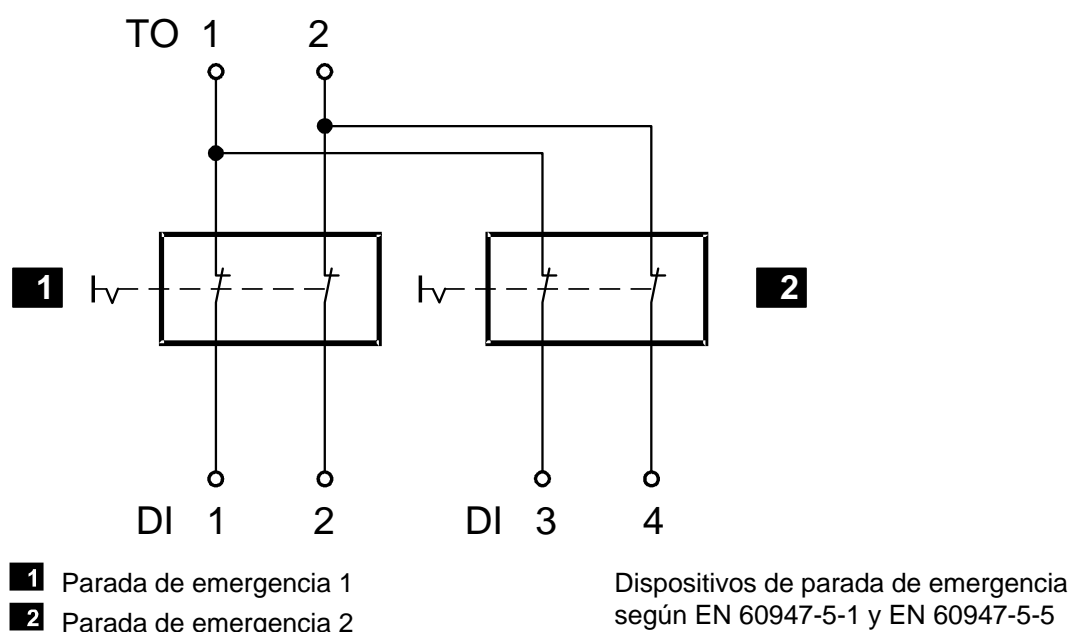 TO 1 2
1 2
DI 1 2 DI 3 4
1 Parada de emergencia 1
2 Parada de emergencia 2
Dispositivos de parada de emergencia
según EN 60947-5-1 y EN 60947-5-5